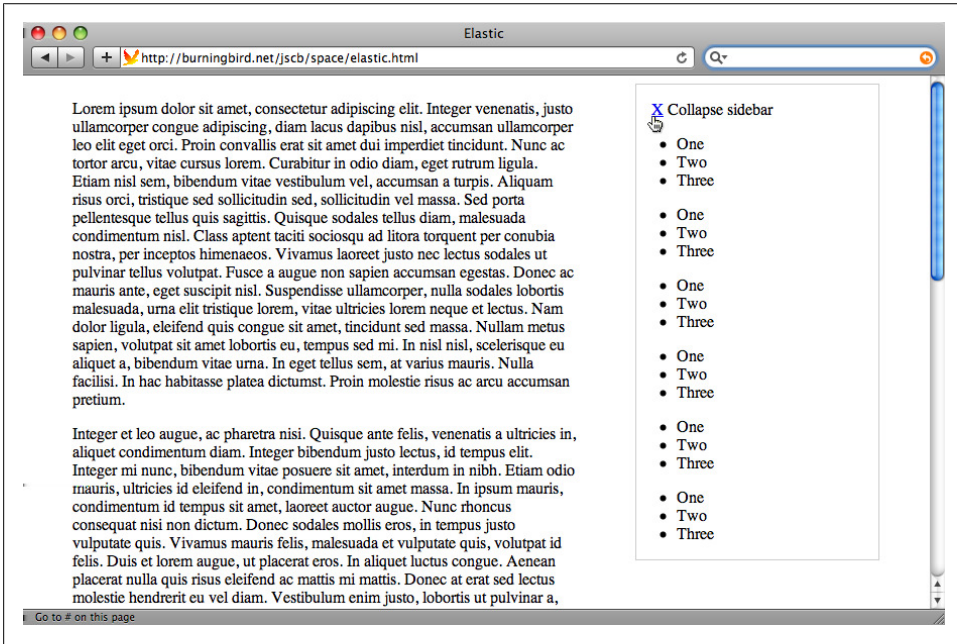 Elastic
http://burningbird.net/jscb/space/elastic.html
Lorem ipsum dolor sit amet, consectetur adipiscing elit. Integer venenatis, justo
ullamcorper congue adipiscing, diam lacus dapibus nisl, accumsan ullamcorper
leo elit eget orci. Proin convallis erat sit amet dui imperdiet tincidunt. Nunc ac
tortor arcu, vitae cursus lorem. Curabitur in odio diam, eget rutrum ligula.
Etiam nisl sem, bibendum vitae vestibulum vel, accumsan a turpis. Aliquam
risus orci, tristique sed sollicitudin sed, sollicitudin vel massa. Sed porta
pellentesque tellus quis sagittis. Quisque sodales tellus diam, malesuada
condimentum nisl. Class aptent taciti sociosqu ad litora torquent per conubia
nostra, per inceptos himenaeos. Vivamus laoreet justo nec lectus sodales ut
pulvinar tellus volutpat. Fusce a augue non sapien accumsan egestas. Donec ac
mauris ante, eget suscipit nisl. Suspendisse ullamcorper, nulla sodales lobortis
malesuada, urna elit tristique lorem, vitae ultricies lorem neque et lectus. Nam
dolor ligula, eleifend quis congue sit amet, tincidunt sed massa. Nullam metus
sapien, volutpat sit amet lobortis eu, tempus sed mi. In nisl nisl, scelerisque eu
aliquet a, bibendum vitae urna. In eget tellus sem, at varius mauris. Nulla
facilisi. In hac habitasse platea dictumst. Proin molestie risus ac arcu accumsan
pretium.
Integer et leo augue, ac pharetra nisi. Quisque ante felis, venenatis a ultricies in,
aliquet condimentum diam. Integer bibendum justo lectus, id tempus elit.
Integer mi nunc, bibendum vitae posuere sit amet, interdum in nibh. Etiam odio
mauris, ultricies id eleifend in, condimentum sit amet massa. In ipsum mauris,
condimentum id tempus sit amet, laoreet auctor augue. Nunc rhoncus
consequat nisi non dictum. Donec sodales mollis eros, in tempus justo
vulputate quis. Vivamus mauris felis, malesuada et vulputate quis, volutpat id
felis. Duis et lorem augue, ut placerat eros. In aliquet luctus congue. Aenean
placerat nulla quis risus eleifend ac mattis mi mattis. Donec at erat sed lectus
molestie hendrerit eu vel diam. Vestibulum enim justo, lobortis ut pulvinar a,
X Collapse sidebar
• One
• Two
• Three
• One
• Two
• Three
• One
• Two
• Three
• One
• Two
• Three
• One
• Two
• Three
• One
• Two
• Three
Go to # on this page